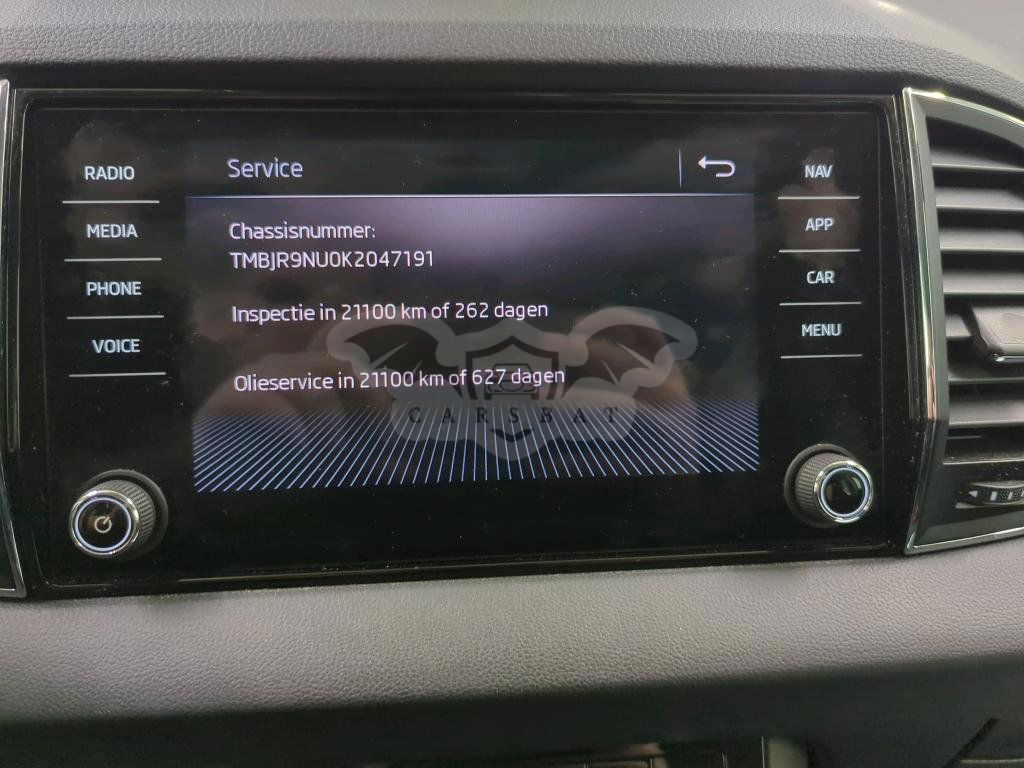 RADIO
MEDIA
PHONE
VOICE
Service
Chassisnummer:
TMBJR9NU0K2047191
Inspectie in 21100 km of 262 dagen
Olieservice in 21100 km of 627 dagen
CARSBAT
NAV
APP
CAR
MENU